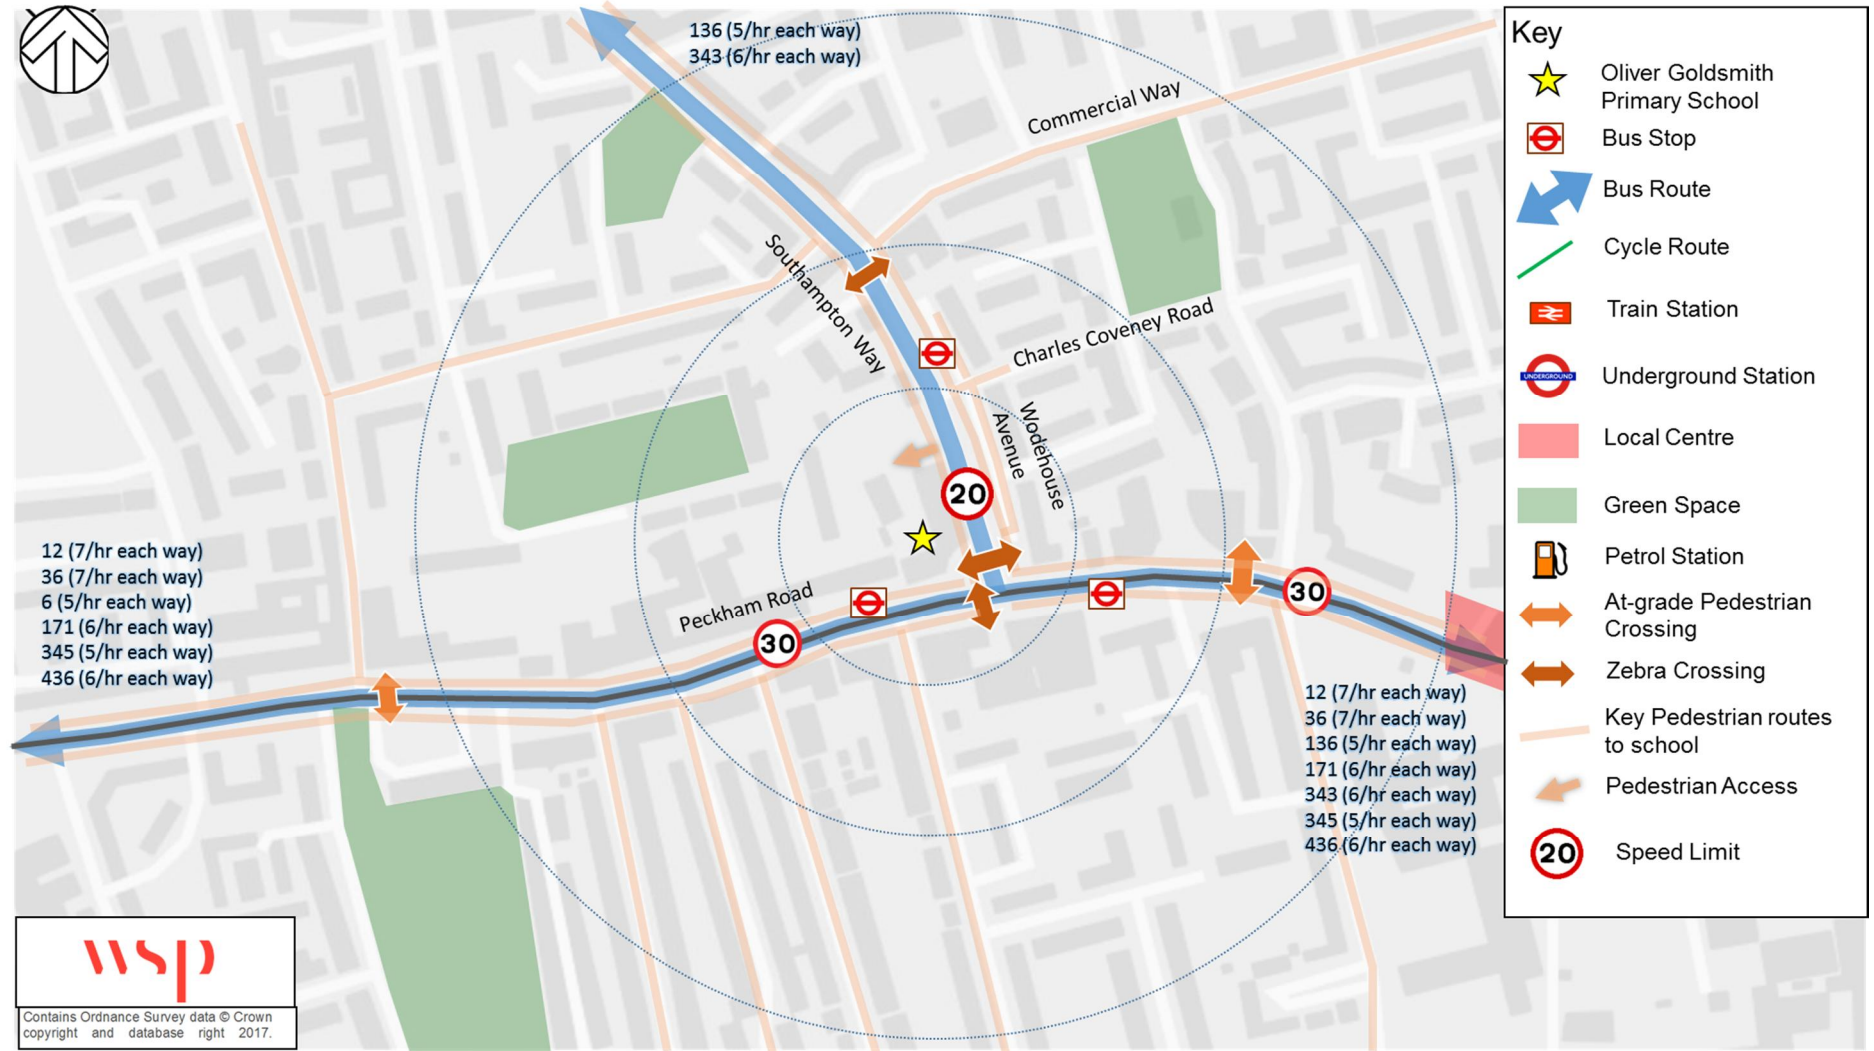 136 (5/hr each way)
343 (6/hr each way)
Commercial Way
Southampton Way
Charles Coveney Road
Wodehouse
Avenue
20
Peckham Road
30
30
12 (7/hr each way)
36 (7/hr each way)
6 (5/hr each way)
171 (6/hr each way)
345 (5/hr each way)
436 (6/hr each way)
12 (7/hr each way)
36 (7/hr each way)
136 (5/hr each way)
171 (6/hr each way)
343 (6/hr each way)
345 (5/hr each way)
436 (6/hr each way)
Key
Oliver Goldsmith
Primary School
Bus Stop
Bus Route
Cycle Route
Train Station
UNDERGROUND
Underground Station
Local Centre
Green Space
Petrol Station
At-grade Pedestrian
Crossing
Zebra Crossing
Key Pedestrian routes
to school
Pedestrian Access
20
Speed Limit
wsp
Contains Ordnance Survey data © Crown
copyright and database right 2017.